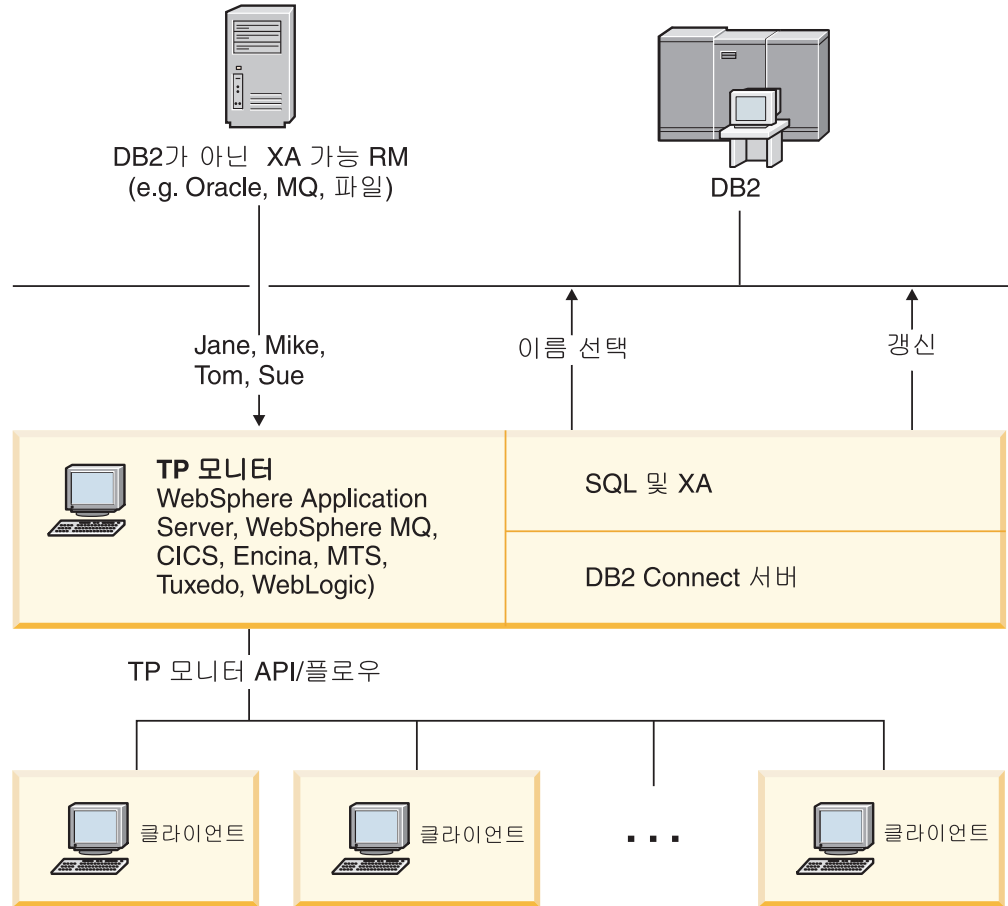 DB2가 아닌 XA 가능 RM
(e.g. Oracle, MQ, 파일)
DB2
Jane, Mike,
Tom, Sue
이름 선택
갱신
TP 모니터
WebSphere Application
Server, WebSphere MQ,
CICS, Encina, MTS,
Tuxedo, WebLogic)
SQL 및 XA
DB2 Connect 서버
TP 모니터 API/플로우
클라이언트
클라이언트
...
클라이언트